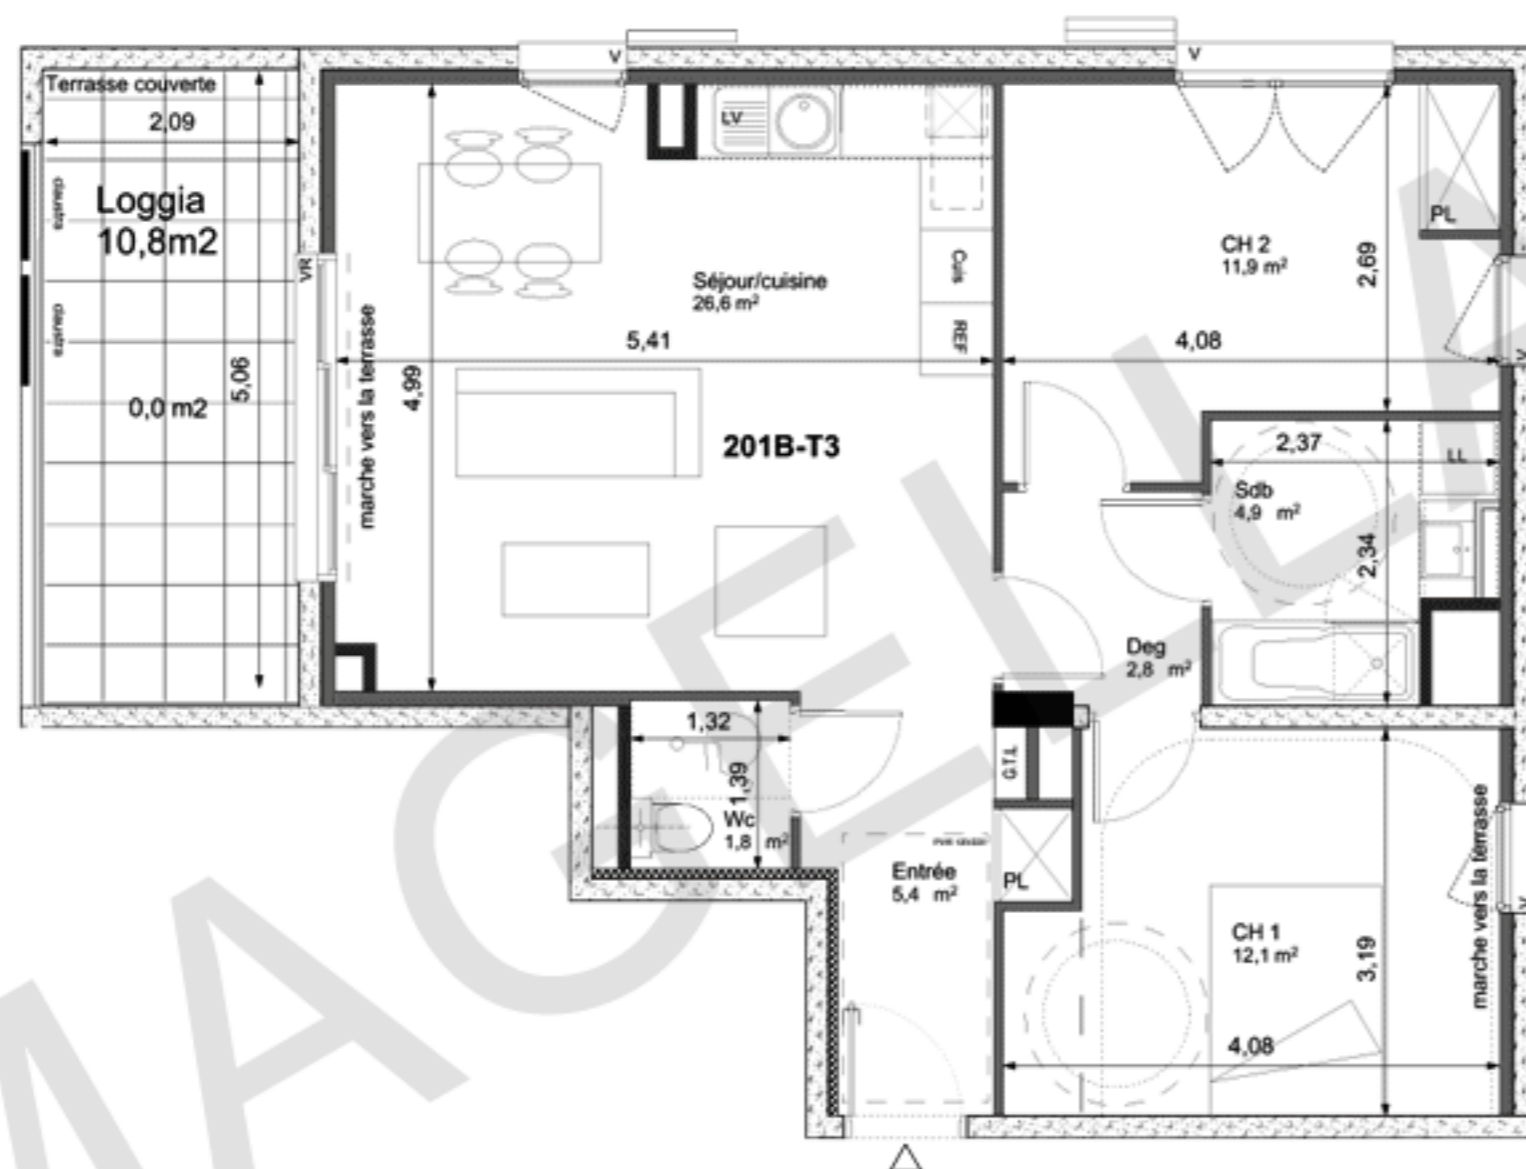 V
V
Terrasse couverte
2,09
Loggia
10,8m2
0,0 m2
5,06
VR
marche vers la terrasse
4,99
LV
Séjour/cuisine
26,6 m²
5,41
Cuis
REF
201B-T3
CH 2
11,9 m²
2,69
4,08
PL
V
2,37
LL
Sdb
4,9 m²
2,34
Deg
2,8 m²
1,32
1,39
Wc
1,8 m²
G.T.L
PL
Entrée
5,4 m²
CH 1
12,1 m²
3,19
4,08
marche vers la terrasse
V
MAGELLA